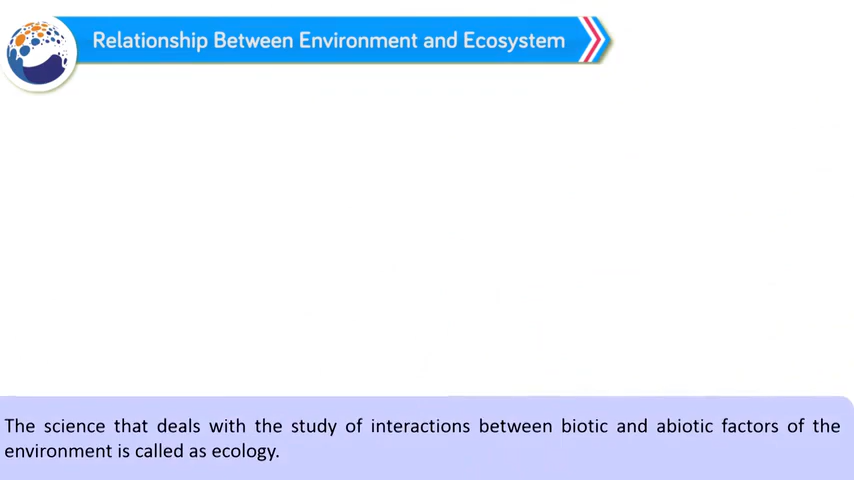 Relationship Between Environment and Ecosystem
The science that deals with the study of interactions between biotic and abiotic factors of the
environment is called as ecology.